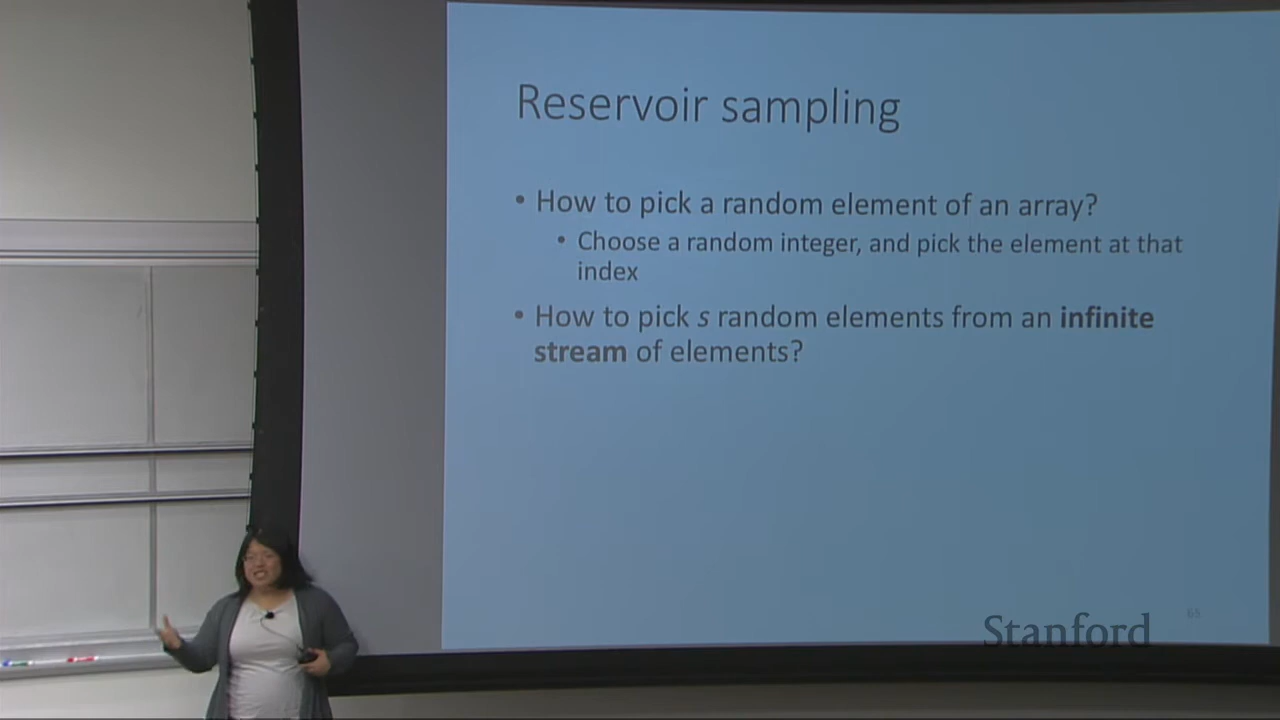 Reservoir sampling
• How to pick a random element of an array?
• Choose a random integer, and pick the element at that
index
• How to pick s random elements from an infinite
stream of elements?
65
Stanford